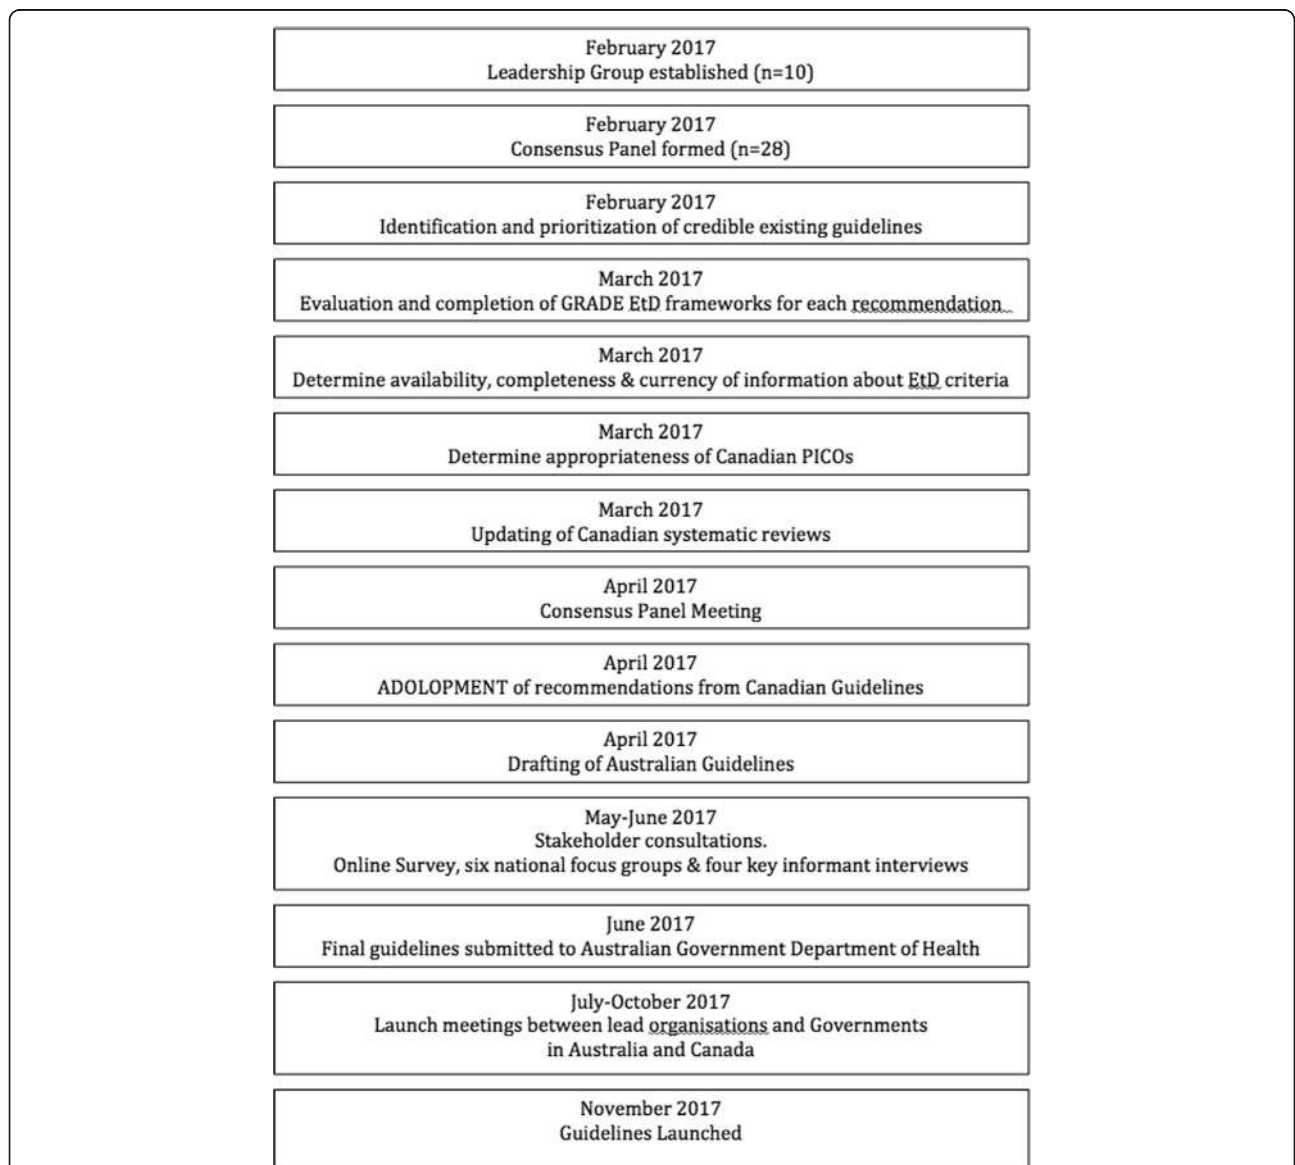 February 2017
Leadership Group established (n=10)
February 2017
Consensus Panel formed (n=28)
February 2017
Identification and prioritization of credible existing guidelines
March 2017
Evaluation and completion of GRADE EtD frameworks for each recommendation
March 2017
Determine availability, completeness & currency of information about EtD criteria
March 2017
Determine appropriateness of Canadian PICOs
March 2017
Updating of Canadian systematic reviews
April 2017
Consensus Panel Meeting
April 2017
ADOLOPMENT of recommendations from Canadian Guidelines
April 2017
Drafting of Australian Guidelines
May-June 2017
Stakeholder consultations.
Online Survey, six national focus groups & four key informant interviews
June 2017
Final guidelines submitted to Australian Government Department of Health
July-October 2017
Launch meetings between lead organisations and Governments
in Australia and Canada
November 2017
Guidelines Launched